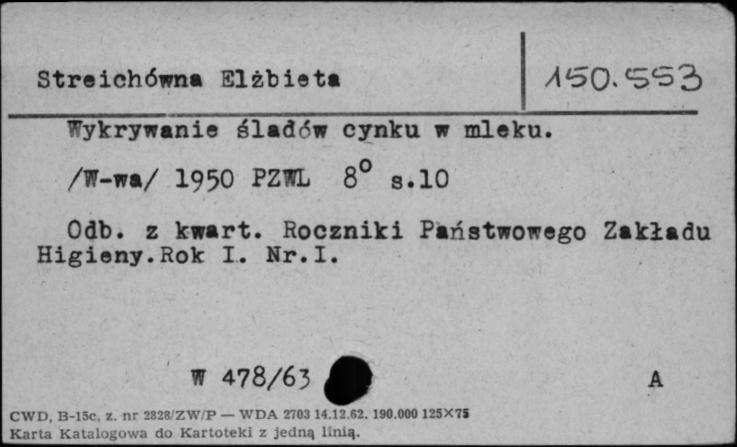 Streichówna Elżbieta
150.553
Wykrywanie śladów cynku w mleku.
/W-wa/ 1950 PZWL 8° s.10
Odb. z kwart. Roczniki Państwowego Zakładu
Higieny.Rok I. Nr.I.
W 478/63
A
CWD, B-15c, z. nr 2828/ZW/P — WDA 2703 14.12.62. 190.000 125X75
Karta Katalogowa do Kartoteki z jedną linią.